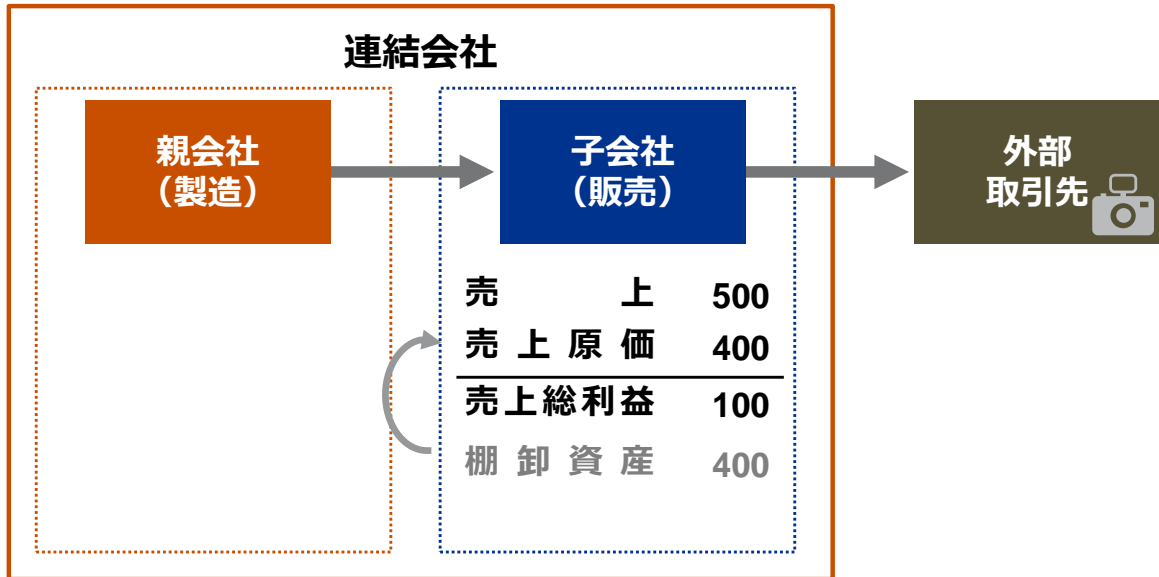 連結会社
親会社
（製造）
子会社
（販売）
外部
取引先
売上 500
売上原価 400
売上総利益 100
棚卸資産 400